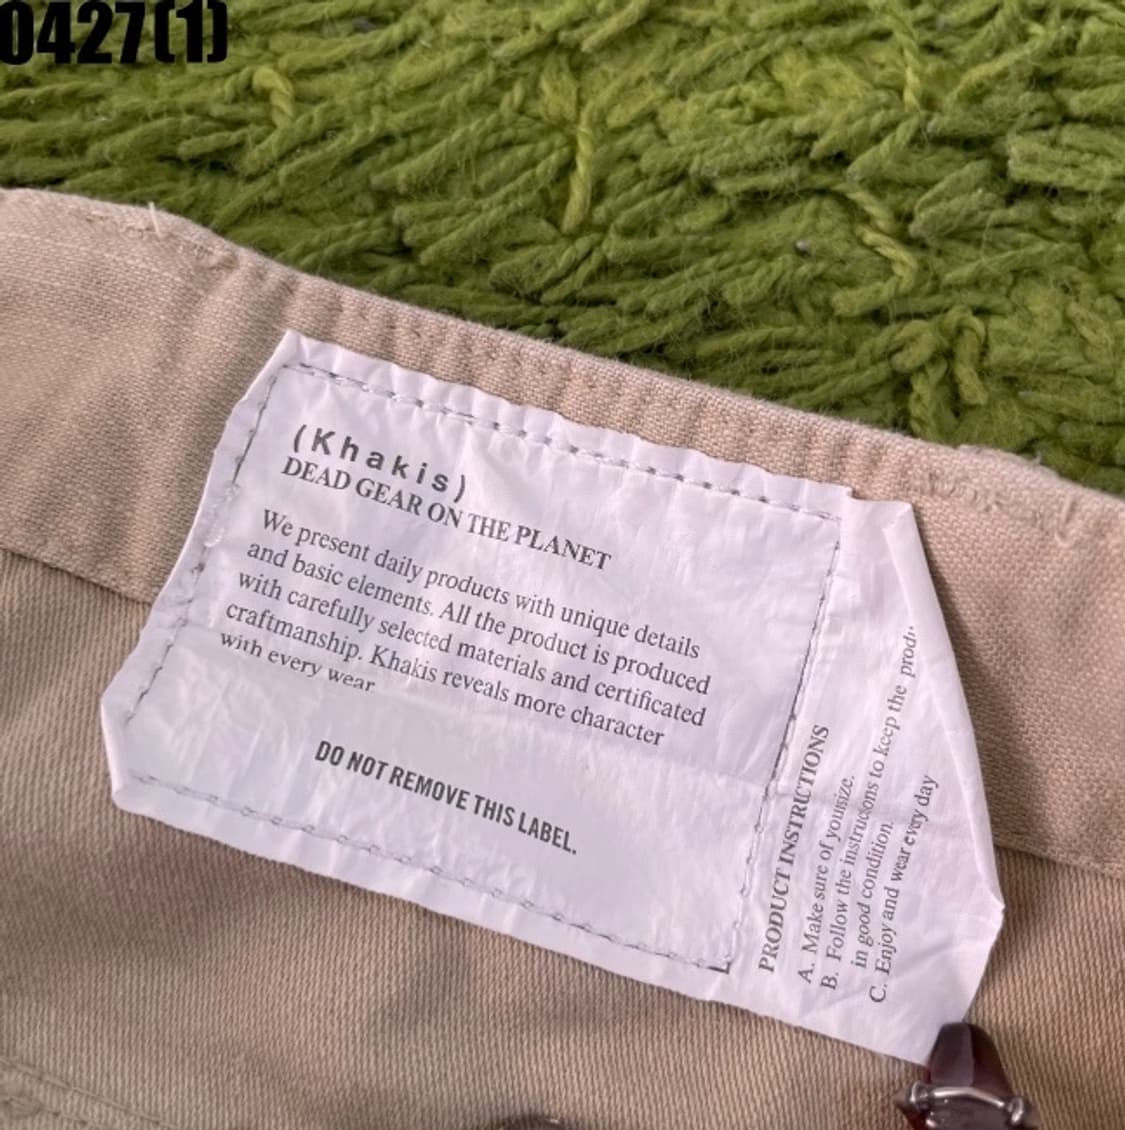 0427(1)
(Khakis)
DEAD GEAR ON THE PLANET
We present daily products with unique details
and basic elements. All the product is produced
with carefully selected materials and certificated
craftmanship. Khakis reveals more character
with every wear
DO NOT REMOVE THIS LABEL.
PRODUCT INSTRUCTIONS
A. Make sure of yoursize.
B. Follow the instructions to keep the
in good condition.
C. Enjoy and wear every day